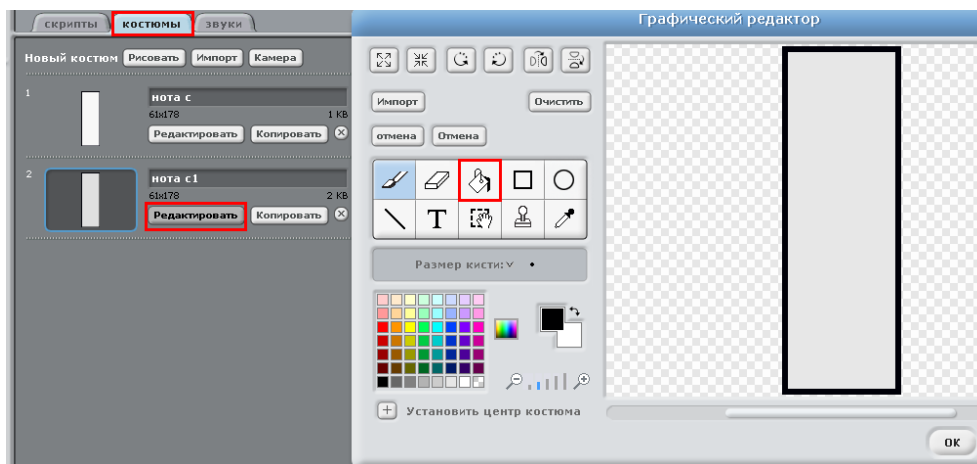 скрипты костюмы звуки
Новый костюм Рисовать Импорт Камера
1
нота с
61x178 1 KB
Редактировать Копировать
2
нота с1
61x178 2 KB
Редактировать Копировать
Графический редактор
Импорт Очистить
отмена Отмена
T
Размер кисти:
Установить центр костюма
OK